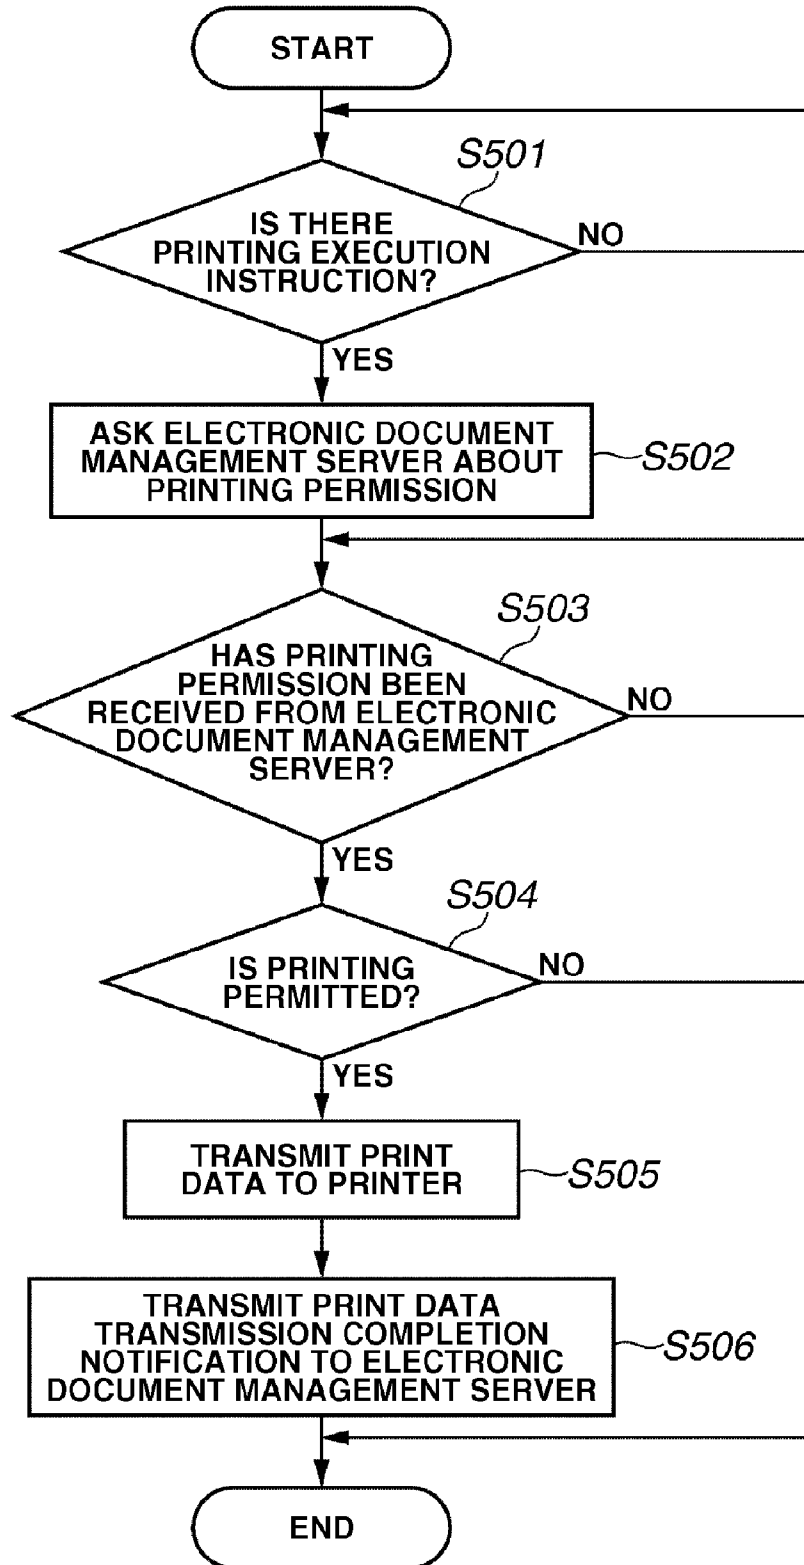 START
S501
IS THERE
PRINTING EXECUTION
INSTRUCTION?
NO
YES
ASK ELECTRONIC DOCUMENT
MANAGEMENT SERVER ABOUT
PRINTING PERMISSION
S502
S503
HAS PRINTING
PERMISSION BEEN
RECEIVED FROM ELECTRONIC
DOCUMENT MANAGEMENT
SERVER?
NO
YES
S504
IS PRINTING
PERMITTED?
NO
YES
TRANSMIT PRINT
DATA TO PRINTER
S505
TRANSMIT PRINT DATA
TRANSMISSION COMPLETION
NOTIFICATION TO ELECTRONIC
DOCUMENT MANAGEMENT SERVER
S506
END